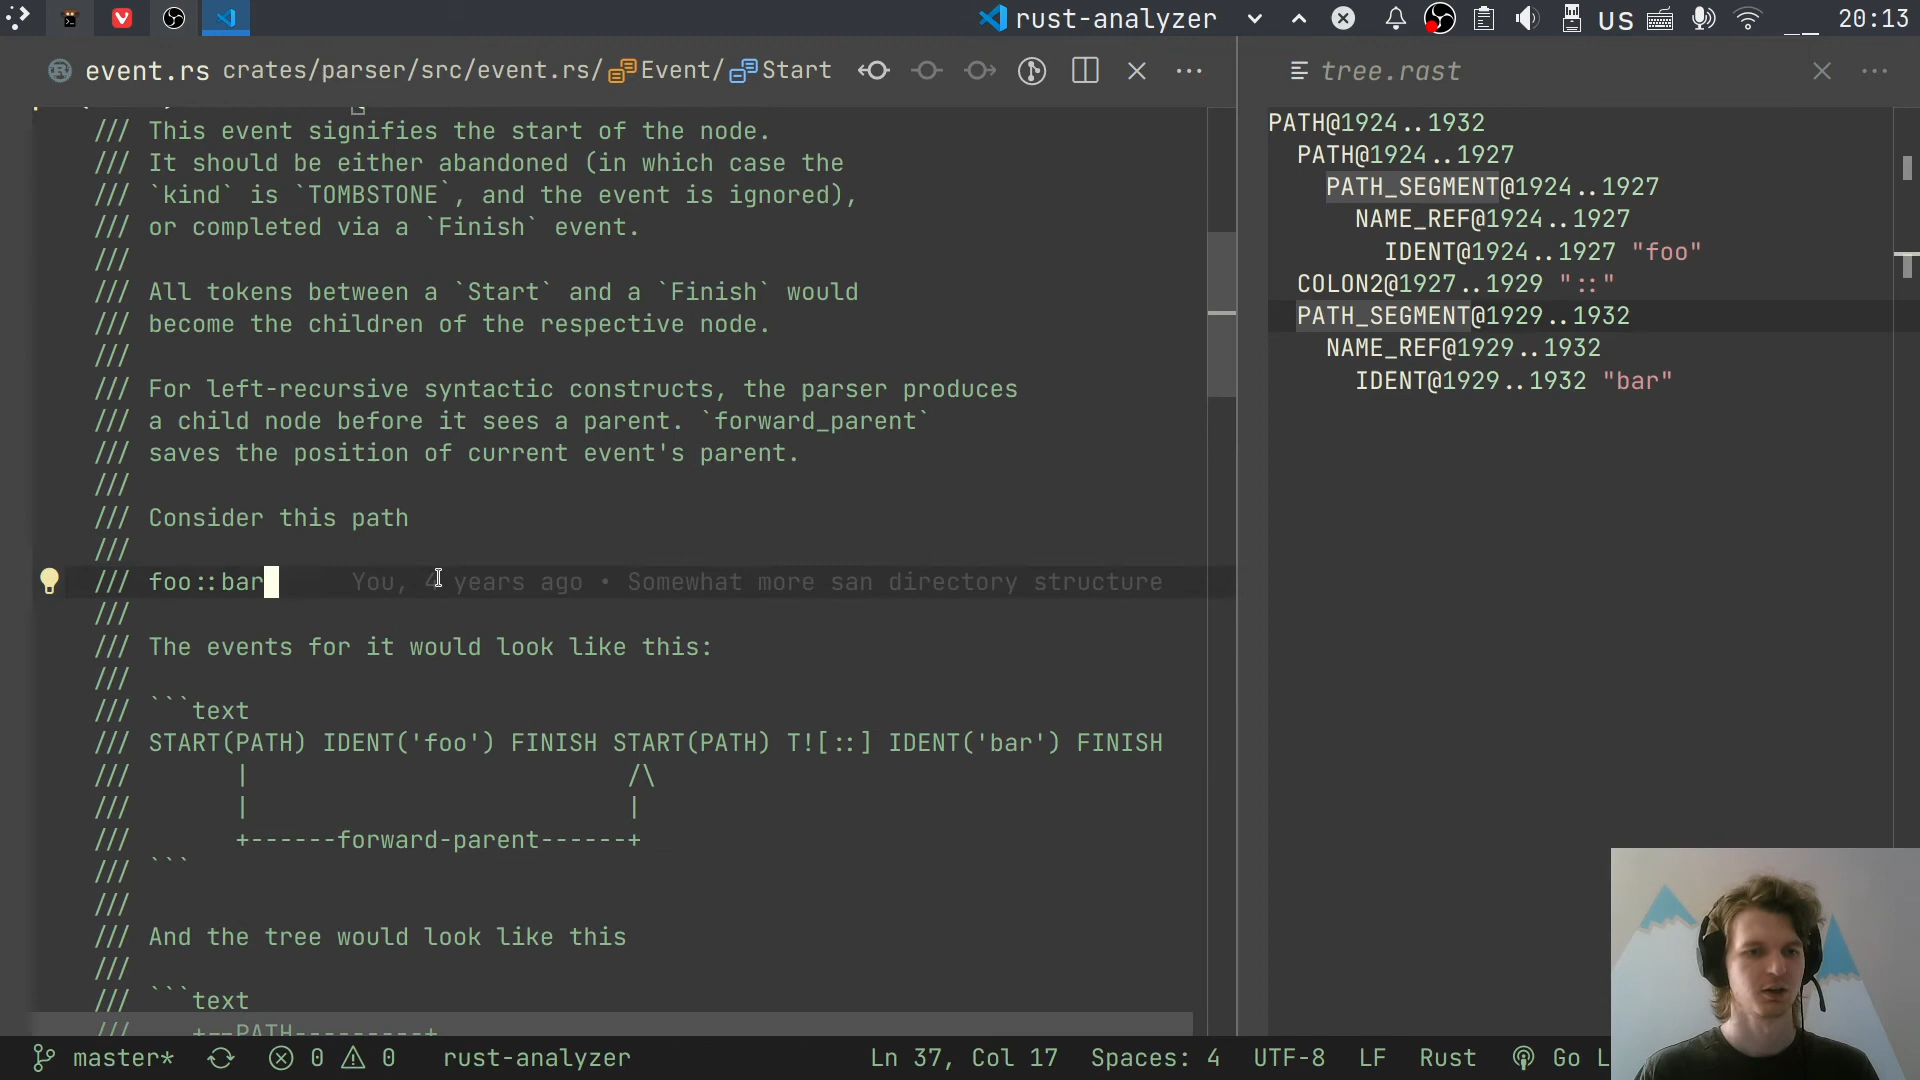 rust-analyzer US 20:13
event.rs crates/parser/src/event.rs/ Event/ Start
/// This event signifies the start of the node.
/// It should be either abandoned (in which case the
/// `kind` is `TOMBSTONE`, and the event is ignored),
/// or completed via a `Finish` event.
///
/// All tokens between a `Start` and a `Finish` would
/// become the children of the respective node.
///
/// For left-recursive syntactic constructs, the parser produces
/// a child node before it sees a parent. `forward_parent`
/// saves the position of current event's parent.
///
/// Consider this path
///
/// foo::bar You, 4 years ago • Somewhat more san directory structure
///
/// The events for it would look like this:
///
/// ```text
/// START(PATH) IDENT('foo') FINISH START(PATH) T![::] IDENT('bar') FINISH
///       |                          /\
///       |                          |
///       +------forward-parent------+
/// ```
///
/// And the tree would look like this
///
/// ```text
///    +--PATH---------+
tree.rast
PATH@1924..1932
  PATH@1924..1927
    PATH_SEGMENT@1924..1927
      NAME_REF@1924..1927
        IDENT@1924..1927 "foo"
  COLON2@1927..1929 "::"
  PATH_SEGMENT@1929..1932
    NAME_REF@1929..1932
      IDENT@1929..1932 "bar"
master* 0 0 rust-analyzer Ln 37, Col 17 Spaces: 4 UTF-8 LF Rust Go L